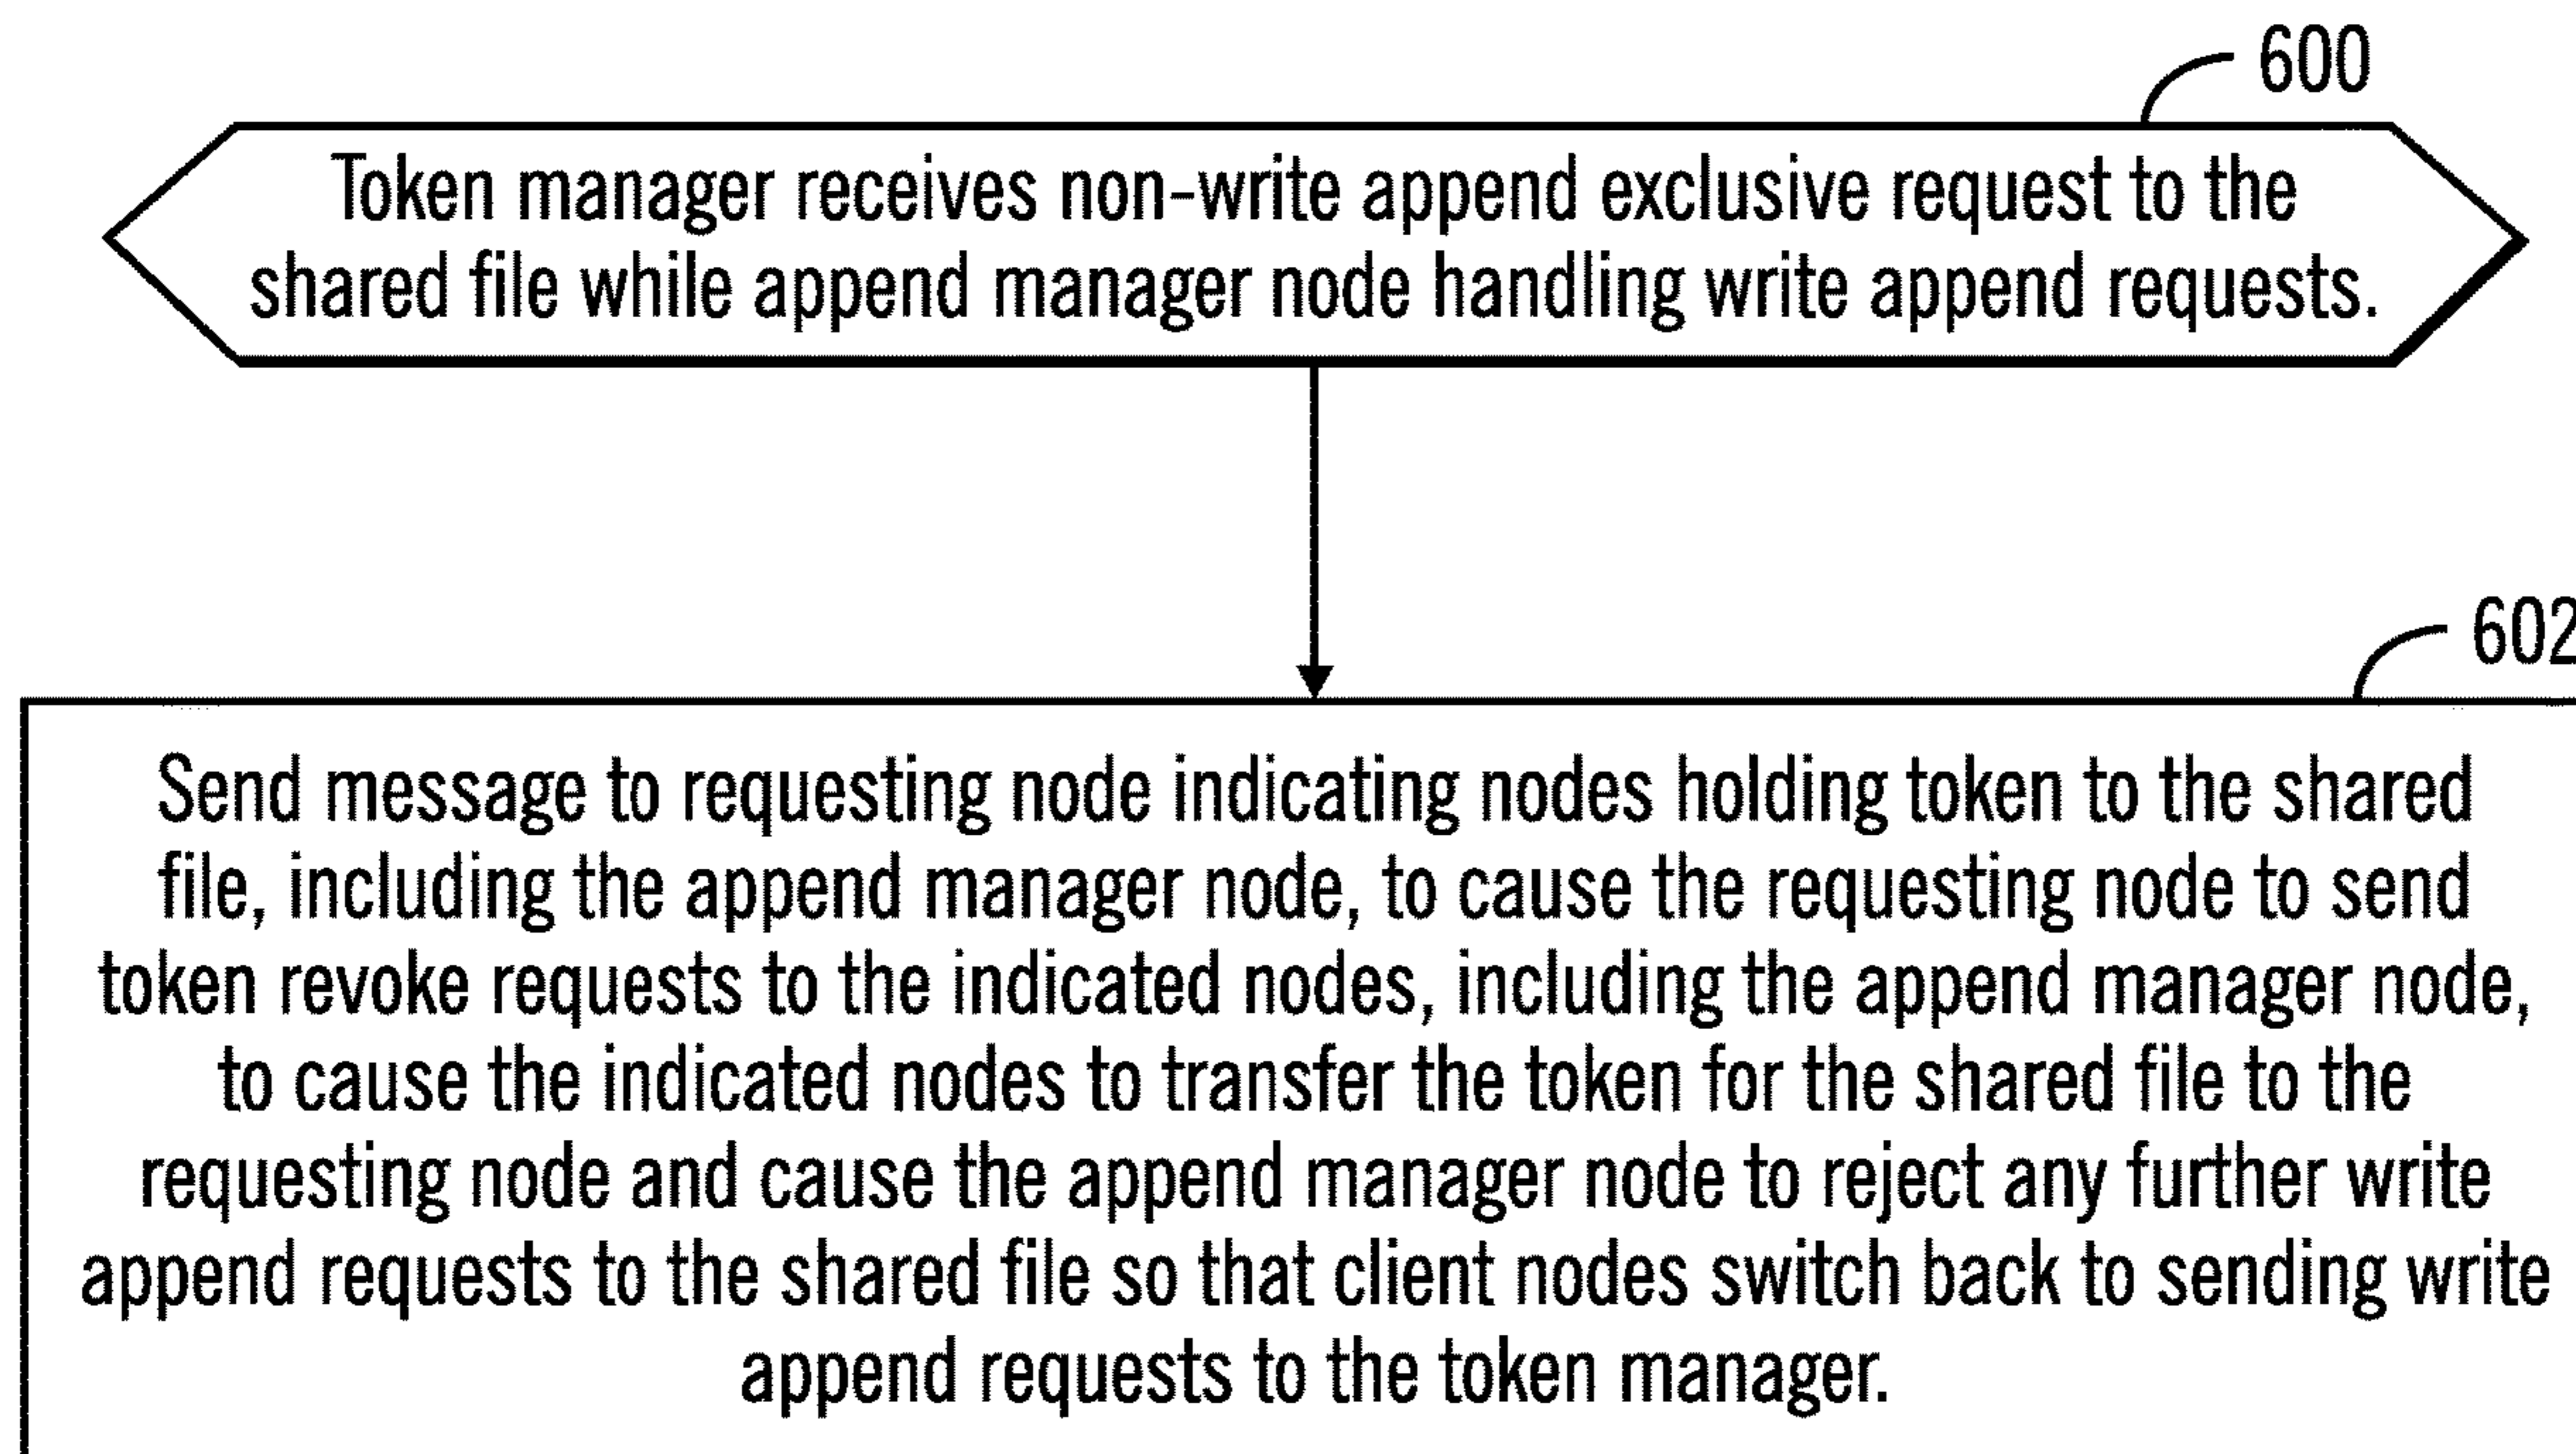 600
Token manager receives non-write append exclusive request to the
shared file while append manager node handling write append requests.
602
Send message to requesting node indicating nodes holding token to the shared
file, including the append manager node, to cause the requesting node to send
token revoke requests to the indicated nodes, including the append manager node,
to cause the indicated nodes to transfer the token for the shared file to the
requesting node and cause the append manager node to reject any further write
append requests to the shared file so that client nodes switch back to sending write
append requests to the token manager.